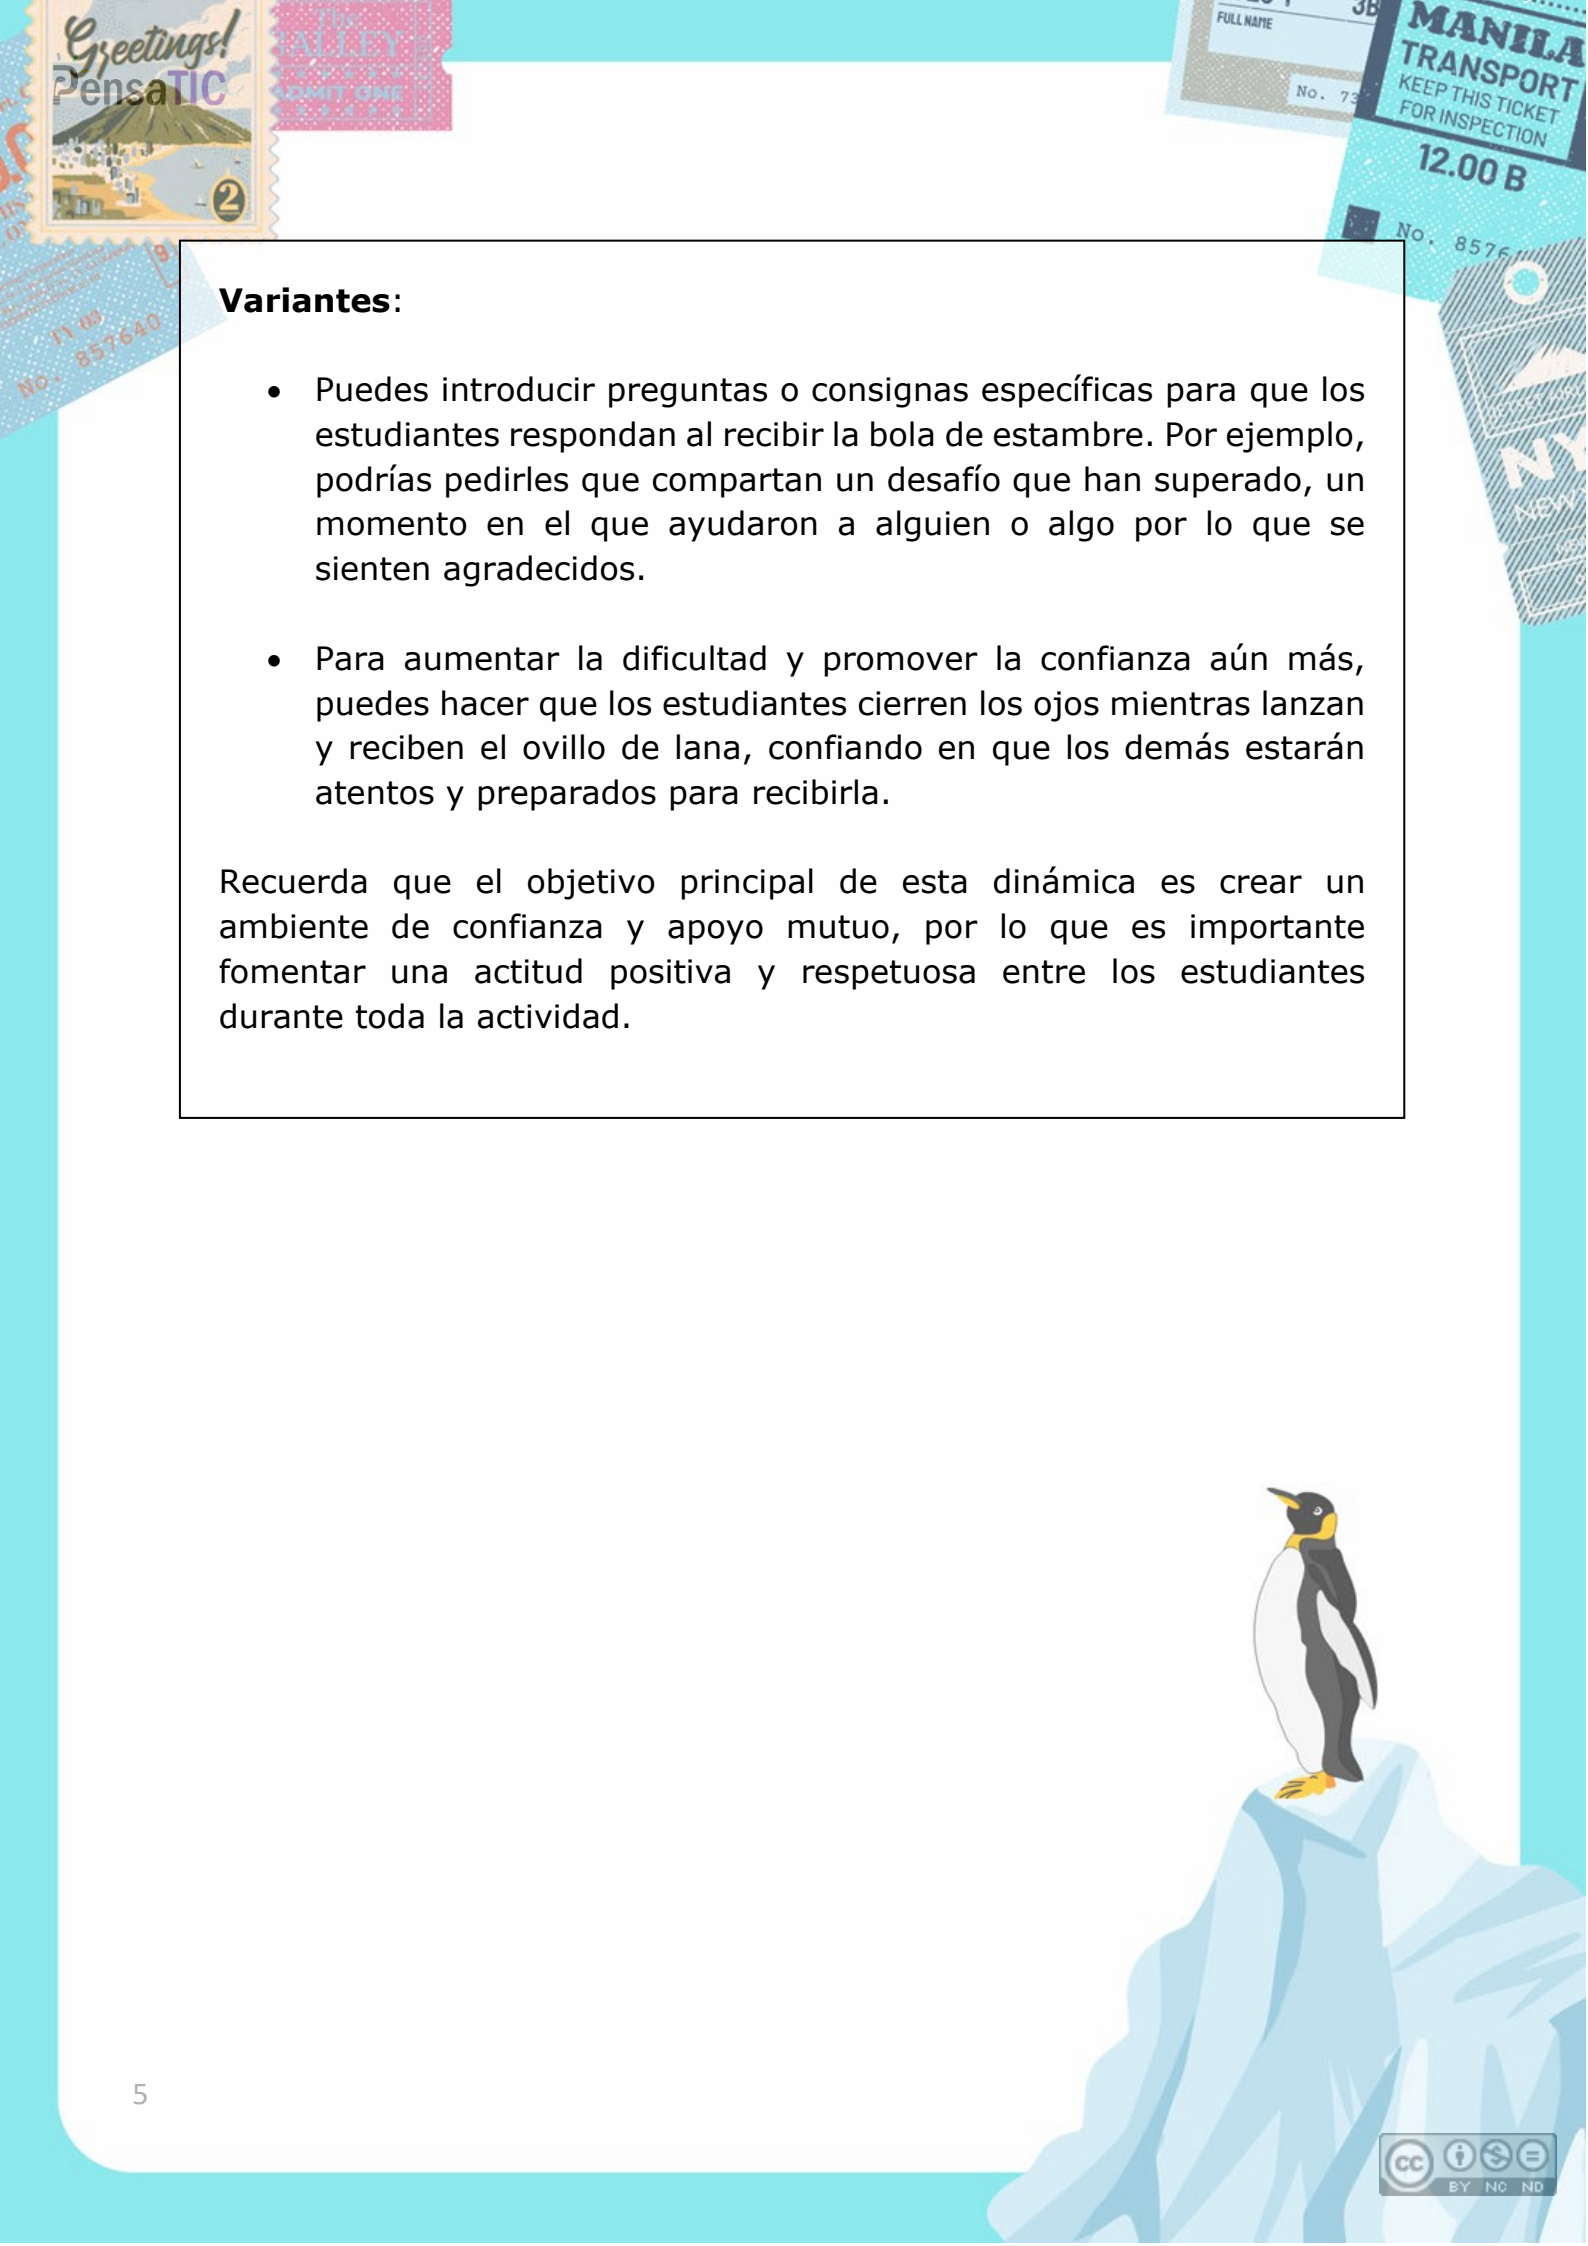 Greetings!
PensaTIC
The
VALLEY
ADMIT ONE
2
No. 857640
FULL NAME
3B
No. 73
MANILA
TRANSPORT
KEEP THIS TICKET
FOR INSPECTION
12.00 B
No. 8576
NY
NEW
Variantes:
• Puedes introducir preguntas o consignas específicas para que los
estudiantes respondan al recibir la bola de estambre. Por ejemplo,
podrías pedirles que compartan un desafío que han superado, un
momento en el que ayudaron a alguien o algo por lo que se
sienten agradecidos.
• Para aumentar la dificultad y promover la confianza aún más,
puedes hacer que los estudiantes cierren los ojos mientras lanzan
y reciben el ovillo de lana, confiando en que los demás estarán
atentos y preparados para recibirla.
Recuerda que el objetivo principal de esta dinámica es crear un
ambiente de confianza y apoyo mutuo, por lo que es importante
fomentar una actitud positiva y respetuosa entre los estudiantes
durante toda la actividad.
5
cc
BY NC ND